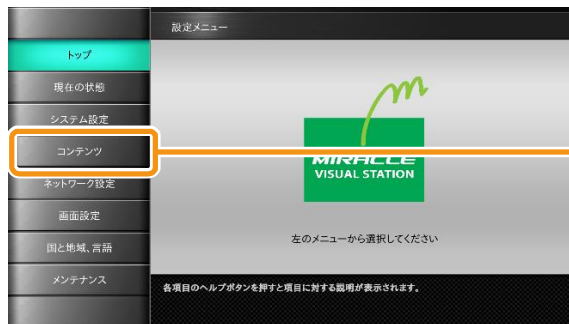 設定メニュー
トップ
現在の状態
システム設定
コンテンツ
ネットワーク設定
画面設定
国と地域、言語
メンテナンス
MIRACLE
VISUAL STATION
左のメニューから選択してください
各項目のヘルプボタンを押すと項目に対する説明が表示されます。